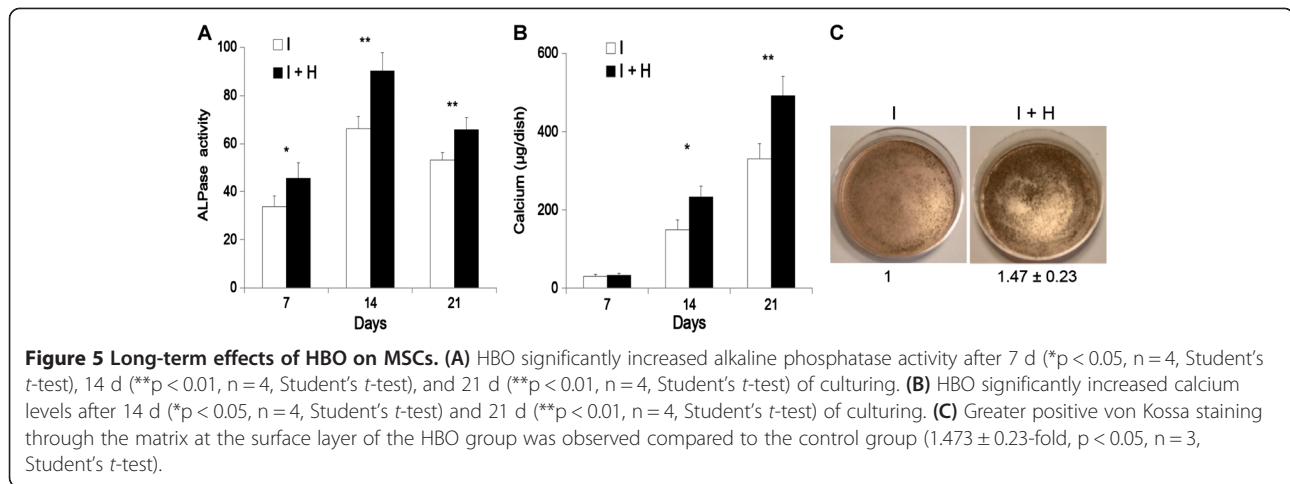 A
I
I + H
100
80
60
40
20
0
ALPase activity
*
**
**
7 14 21
Days
B
I
I + H
600
400
200
0
Calcium (µg/dish)
*
**
7 14 21
Days
C
I I + H
1 1.47 ± 0.23
Figure 5 Long-term effects of HBO on MSCs. (A) HBO significantly increased alkaline phosphatase activity after 7 d (*p < 0.05, n = 4, Student's
t-test), 14 d (**p < 0.01, n = 4, Student's t-test), and 21 d (**p < 0.01, n = 4, Student's t-test) of culturing. (B) HBO significantly increased calcium
levels after 14 d (*p < 0.05, n = 4, Student's t-test) and 21 d (**p < 0.01, n = 4, Student's t-test) of culturing. (C) Greater positive von Kossa staining
through the matrix at the surface layer of the HBO group was observed compared to the control group (1.473 ± 0.23-fold, p < 0.05, n = 3,
Student's t-test).